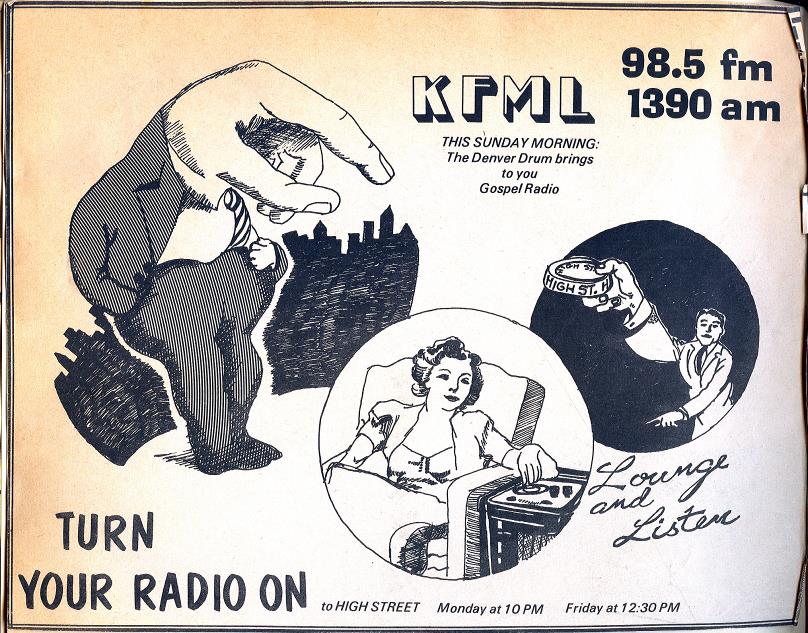 KFML
98.5 fm
1390 am
THIS SUNDAY MORNING:
The Denver Drum brings
to you
Gospel Radio
HIGH ST. H
Lounge
and
Listen
TURN
YOUR RADIO ON
to HIGH STREET Monday at 10 PM Friday at 12:30 PM